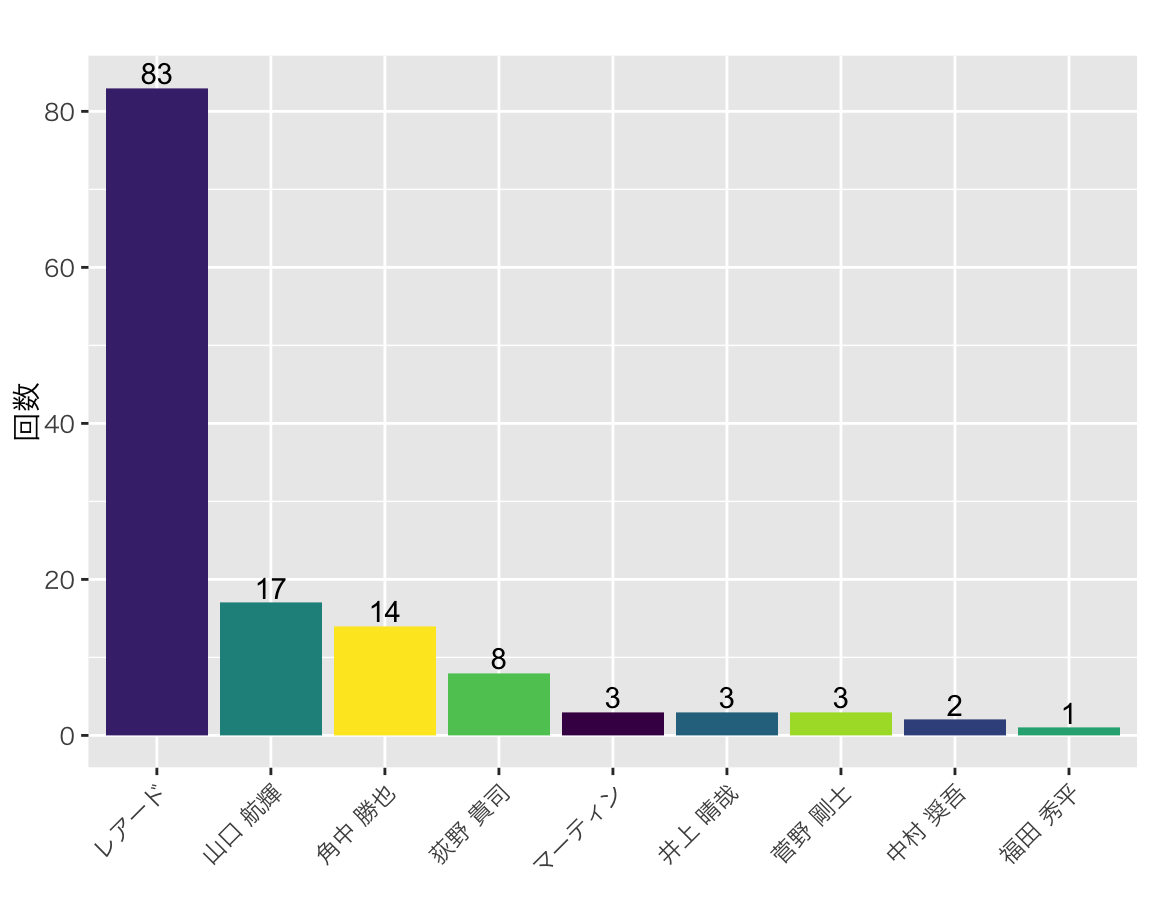 回数
80
60
40
20
0
83
17
14
8
3
3
3
2
1
レアード
山口 航輝
角中 勝也
荻野 貴司
マーティン
井上 晴哉
菅野 剛士
中村 奨吾
福田 秀平